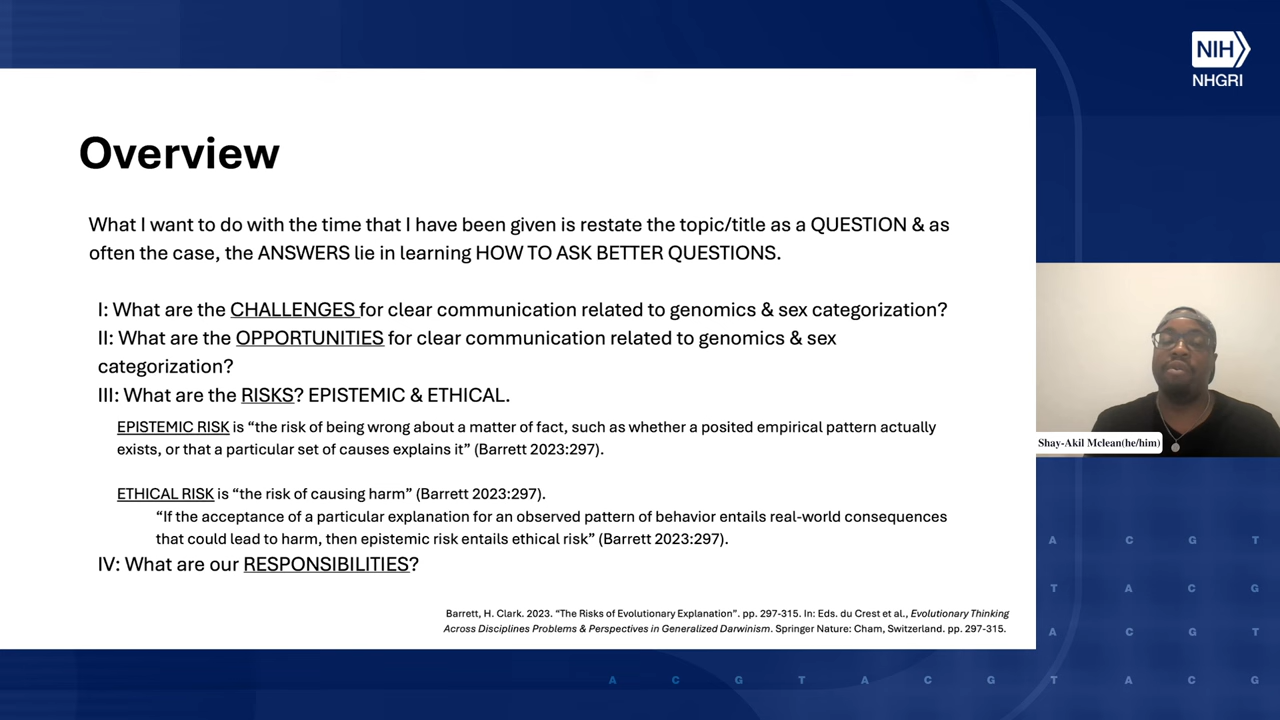 NIH
NHGRI
Overview
What I want to do with the time that I have been given is restate the topic/title as a QUESTION & as
often the case, the ANSWERS lie in learning HOW TO ASK BETTER QUESTIONS.
I: What are the CHALLENGES for clear communication related to genomics & sex categorization?
II: What are the OPPORTUNITIES for clear communication related to genomics & sex
categorization?
III: What are the RISKS? EPISTEMIC & ETHICAL.
EPISTEMIC RISK is “the risk of being wrong about a matter of fact, such as whether a posited empirical pattern actually
exists, or that a particular set of causes explains it” (Barrett 2023:297).
ETHICAL RISK is “the risk of causing harm” (Barrett 2023:297).
“If the acceptance of a particular explanation for an observed pattern of behavior entails real-world consequences
that could lead to harm, then epistemic risk entails ethical risk” (Barrett 2023:297).
IV: What are our RESPONSIBILITIES?
Barrett, H. Clark. 2023. “The Risks of Evolutionary Explanation”. pp. 297-315. In: Eds. du Crest et al., Evolutionary Thinking
Across Disciplines Problems & Perspectives in Generalized Darwinism. Springer Nature: Cham, Switzerland. pp. 297-315.
Shay-Akil Mclean(he/him)
A C G T
T A C G
A C G T
A C G T A C G T A C G